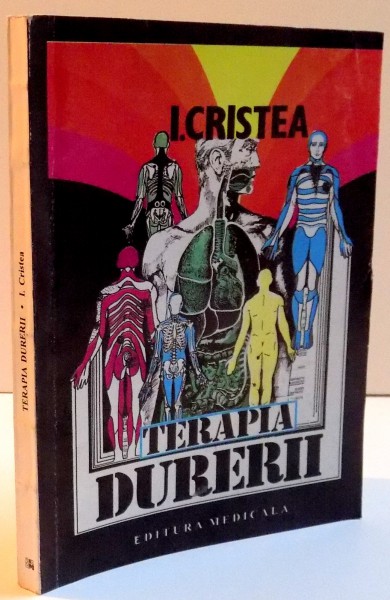 I.CRISTEA
TERAPIA
DURERII
EDITURA MEDICALA
TERAPIA DURERII • I. Cristea